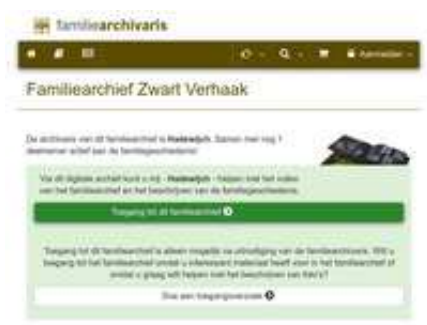 familiearchivaris
Aanmelden
Familiearchief Zwart Verhaak
De archivaris van dit familiearchief is Hadewijch. Samen met nog 1
deelnemer actief aan de familiegeschiedenis!
Via dit digitale archief kunt u mij - Hadewijch - helpen met het vullen
van het familiearchief en het beschrijven van de familiegeschiedenis.
Toegang tot dit familiearchief
Toegang tot dit familiearchief is alleen mogelijk na uitnodiging van de familiearchivaris. Wilt u
toegang tot het familiearchief omdat u interessant materiaal heeft voor in het familiearchief of
omdat u graag wilt helpen met het beschrijven van foto's?
Doe een toegangsverzoek